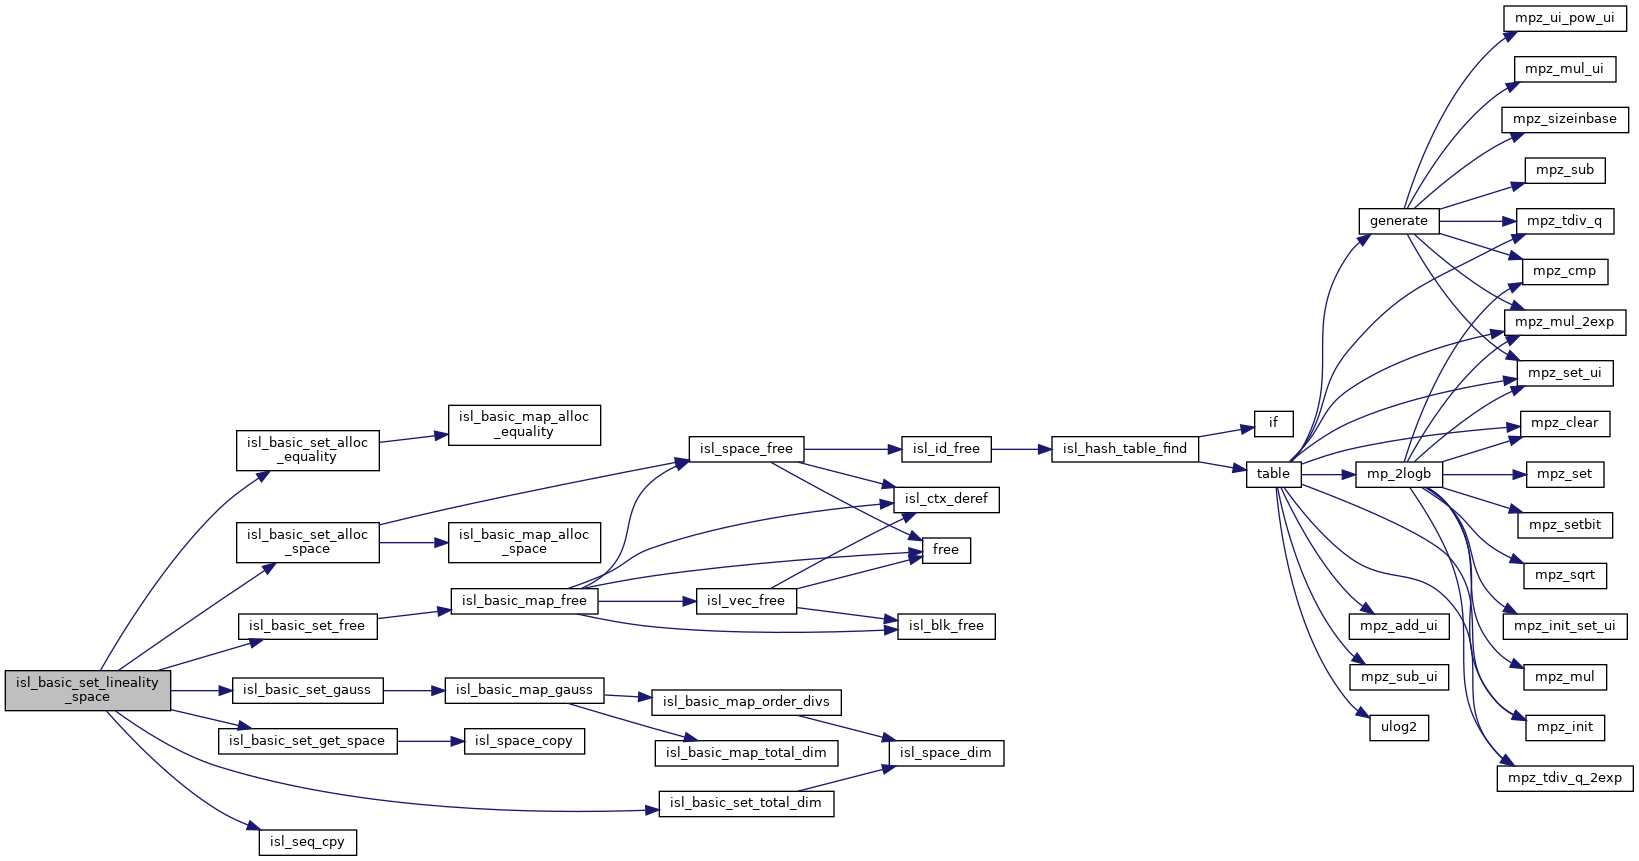 isl_basic_set_lineality
_space
isl_basic_set_alloc
_equality
isl_basic_set_alloc
_space
isl_basic_set_free
isl_basic_set_gauss
isl_basic_set_get_space
isl_basic_set_total_dim
isl_seq_cpy
isl_basic_map_alloc
_equality
isl_basic_map_alloc
_space
isl_basic_map_free
isl_basic_map_gauss
isl_space_copy
isl_space_free
isl_vec_free
isl_basic_map_order_divs
isl_basic_map_total_dim
isl_id_free
isl_ctx_deref
free
isl_blk_free
isl_space_dim
isl_hash_table_find
if
table
generate
mp_2logb
mpz_add_ui
mpz_sub_ui
ulog2
mpz_ui_pow_ui
mpz_mul_ui
mpz_sizeinbase
mpz_sub
mpz_tdiv_q
mpz_cmp
mpz_mul_2exp
mpz_set_ui
mpz_clear
mpz_set
mpz_setbit
mpz_sqrt
mpz_init_set_ui
mpz_mul
mpz_init
mpz_tdiv_q_2exp